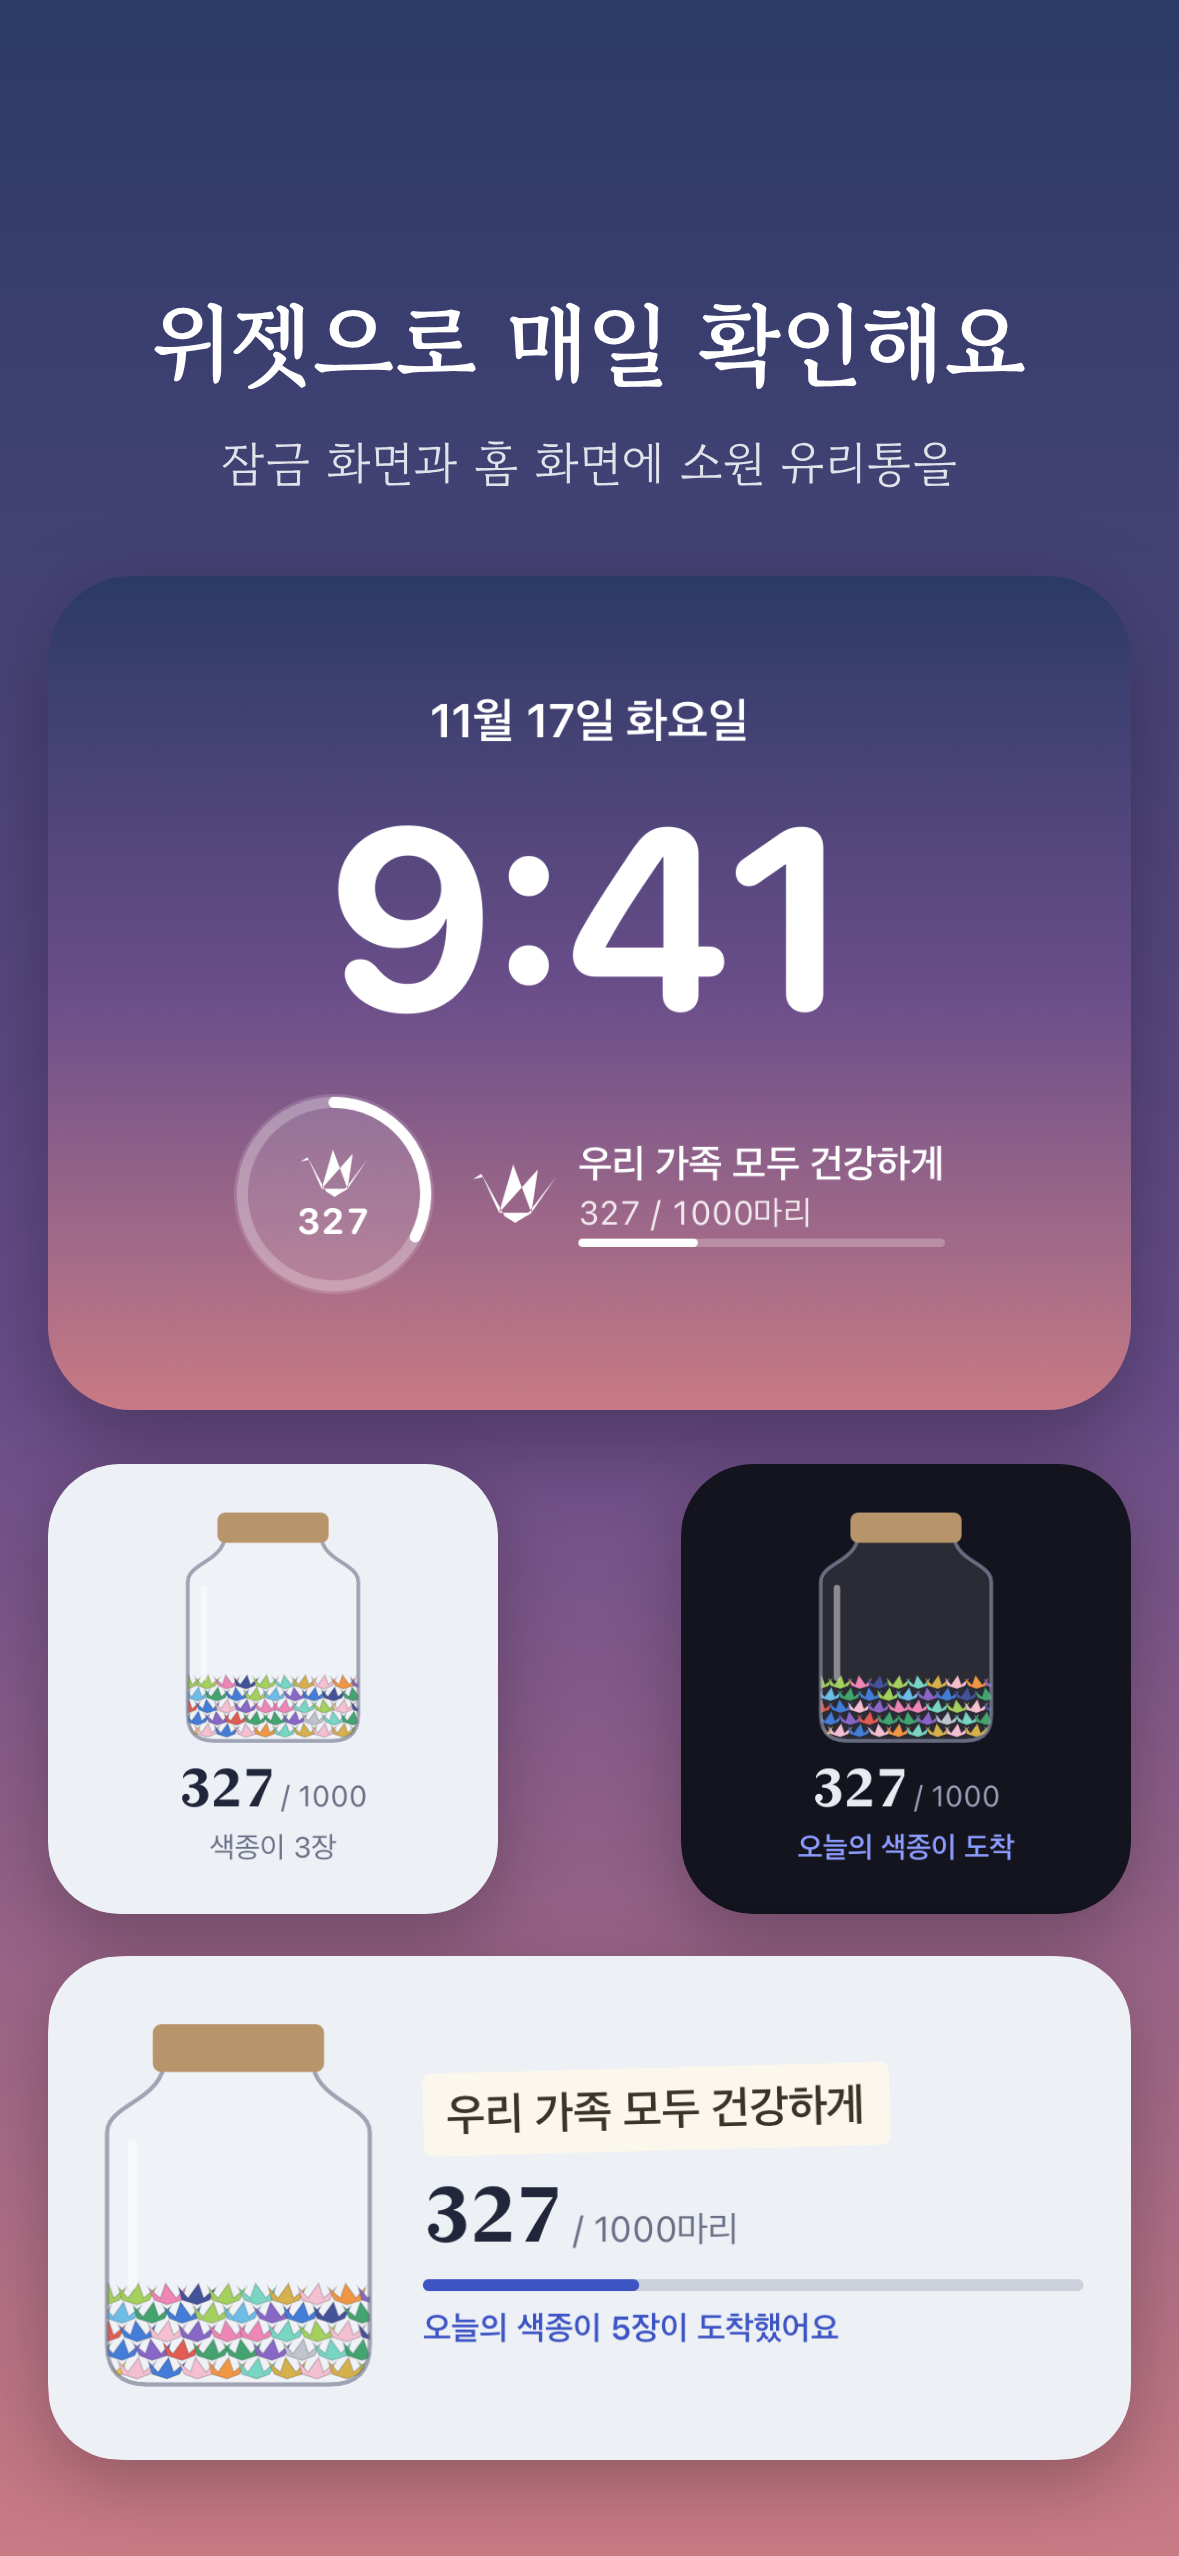 위젯으로 매일 확인해요
잠금 화면과 홈 화면에 소원 유리통을
11월 17일 화요일
9:41
327
우리 가족 모두 건강하게
327 / 1000마리
327 / 1000
색종이 3장
327 / 1000
오늘의 색종이 도착
우리 가족 모두 건강하게
327 / 1000마리
오늘의 색종이 5장이 도착했어요